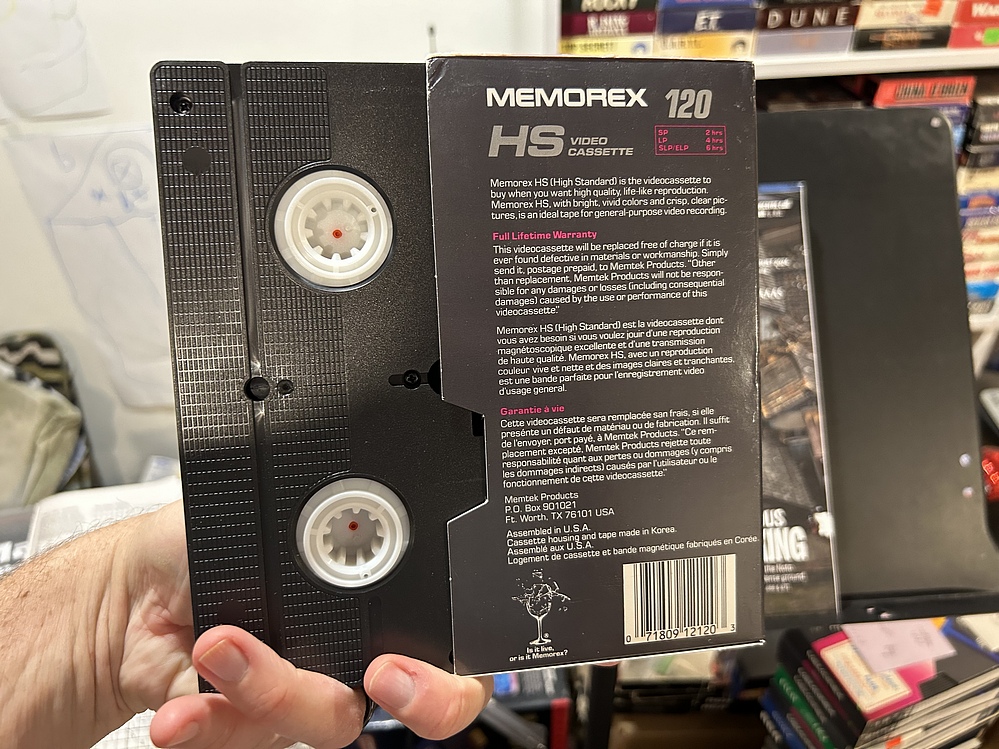 ET
DUNE
MEMOREX 120
HS VIDEO
CASSETTE
SP 2 hrs
LP 4 hrs
SLP/ELP 6 hrs
Memorex HS (High Standard) is the videocassette to
buy when you want high quality, life-like reproduction.
Memorex HS, with bright, vivid colors and crisp, clear pic-
tures, is an ideal tape for general-purpose video recording.
Full Lifetime Warranty
This videocassette will be replaced free of charge if it is
ever found defective in materials or workmanship. Simply
send it, postage prepaid, to Memtek Products. "Other
than replacement, Memtek Products will not be respon-
sible for any damages or losses (including consequential
damages) caused by the use or performance of this
videocassette."
Memorex HS (High Standard) est la videocassette dont
vous avez besoin si vous voulez jouir d'une reproduction
magnétoscopique excellente et d'une transmission
de haute qualité. Memorex HS, avec un reproduction
couleur vive et nette et des images claires et tranchantes.
est une bande parfaite pour l'enregistrement video
d'usage general.
Garantie à vie
Cette videocassette sera remplacée san frais, si elle
presénte un défaut de matériau ou de fabrication. Il suffit
de l'envoyer, port payé, à Memtek Products. "Ce rem-
placement excepté, Memtek Products rejette toute
responsabilité quant aux pertes ou dommages (y compris
les dommages indirects) causés par l'utilisateur ou le
fonctionnement de cette videocassette."
Memtek Products
P.O. Box 901021
Ft. Worth, TX 76101 USA
Assembled in U.S.A.
Cassette housing and tape made in Korea.
Assemblé aux U.S.A.
Logement de cassette et bande magnétique fabriqués en Corée
0 71809 12120 3
Is it live,
or is it Memorex?